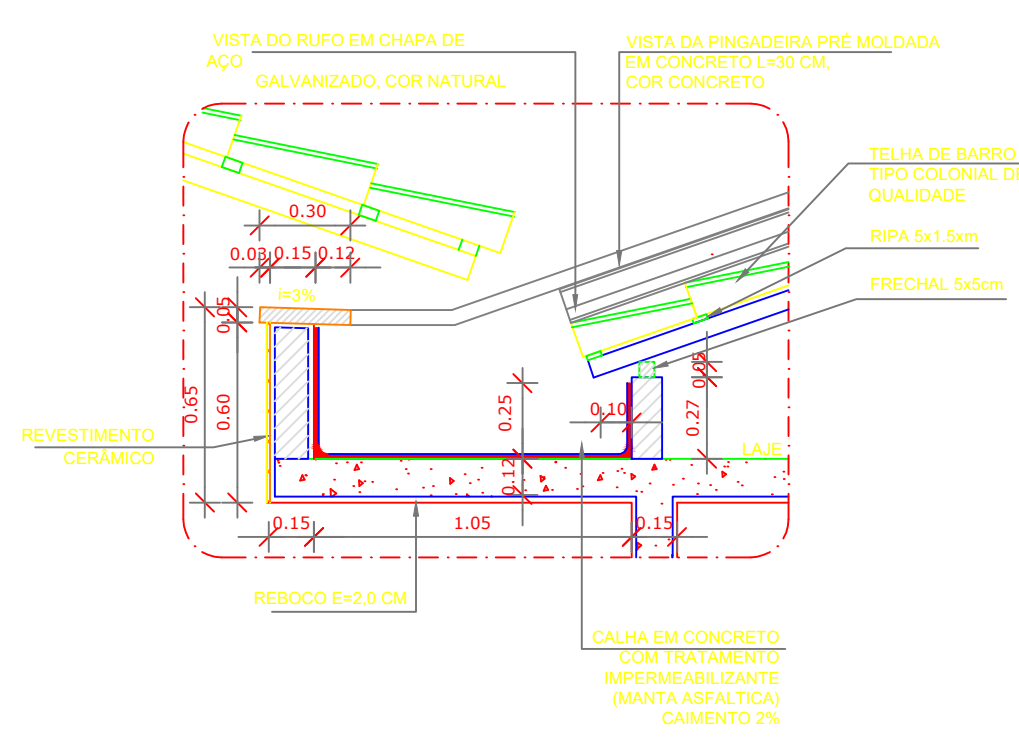 VISTA DO RUFO EM CHAPA DE
AÇO
GALVANIZADO, COR NATURAL
VISTA DA PINGADEIRA PRÉ MOLDADA
EM CONCRETO L=30 CM,
COR CONCRETO
TELHA DE BARRO
TIPO COLONIAL DE
QUALIDADE
RIPA 5x1.5xm
FRECHAL 5x5cm
0.30
0.03
0.15
0.12
i=3%
0.05
0.65
0.60
0.25
0.10
0.05
0.27
0.12
LAJE
REVESTIMENTO
CERÂMICO
0.15
1.05
0.15
REBOCO E=2,0 CM
CALHA EM CONCRETO
COM TRATAMENTO
IMPERMEABILIZANTE
(MANTA ASFALTICA)
CAIMENTO 2%